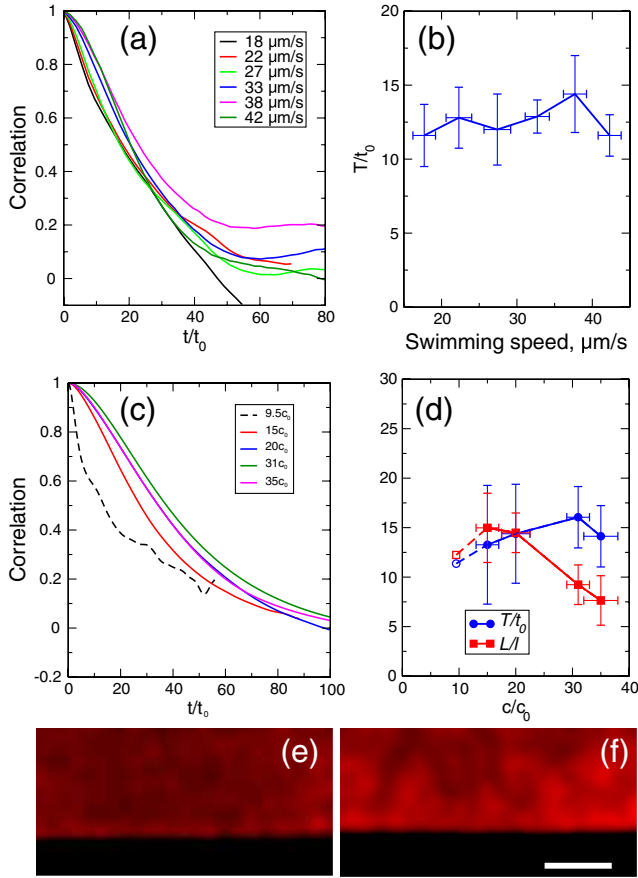 (a)
Correlation
1
0.8
0.6
0.4
0.2
0
18 µm/s
22 µm/s
27 µm/s
33 µm/s
38 µm/s
42 µm/s
0 20 40 60 80
t/t0
(b)
T/t0
20
15
10
5
0
20 30 40
Swimming speed, µm/s
(c)
Correlation
1
0.8
0.6
0.4
0.2
0
-0.2
9.5c0
15c0
20c0
31c0
35c0
0 20 40 60 80 100
t/t0
(d)
30
25
20
15
10
5
0
T/t0
L/l
0 10 20 30 40
c/c0
(e)
(f)